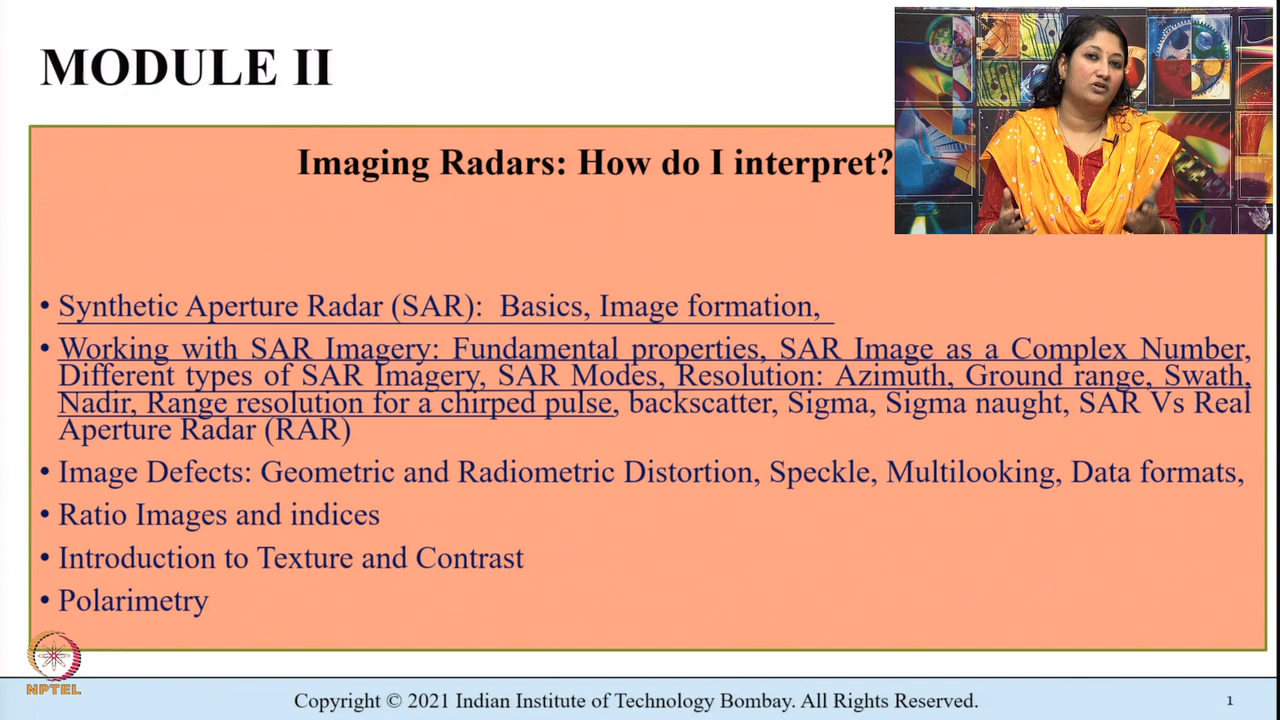 MODULE II
Imaging Radars: How do I interpret?
• Synthetic Aperture Radar (SAR):  Basics, Image formation,
• Working with SAR Imagery: Fundamental properties, SAR Image as a Complex Number,
Different types of SAR Imagery, SAR Modes, Resolution: Azimuth, Ground range, Swath,
Nadir, Range resolution for a chirped pulse, backscatter, Sigma, Sigma naught, SAR Vs Real
Aperture Radar (RAR)
• Image Defects: Geometric and Radiometric Distortion, Speckle, Multilooking, Data formats,
• Ratio Images and indices
• Introduction to Texture and Contrast
• Polarimetry
NPTEL
Copyright © 2021 Indian Institute of Technology Bombay. All Rights Reserved.
1